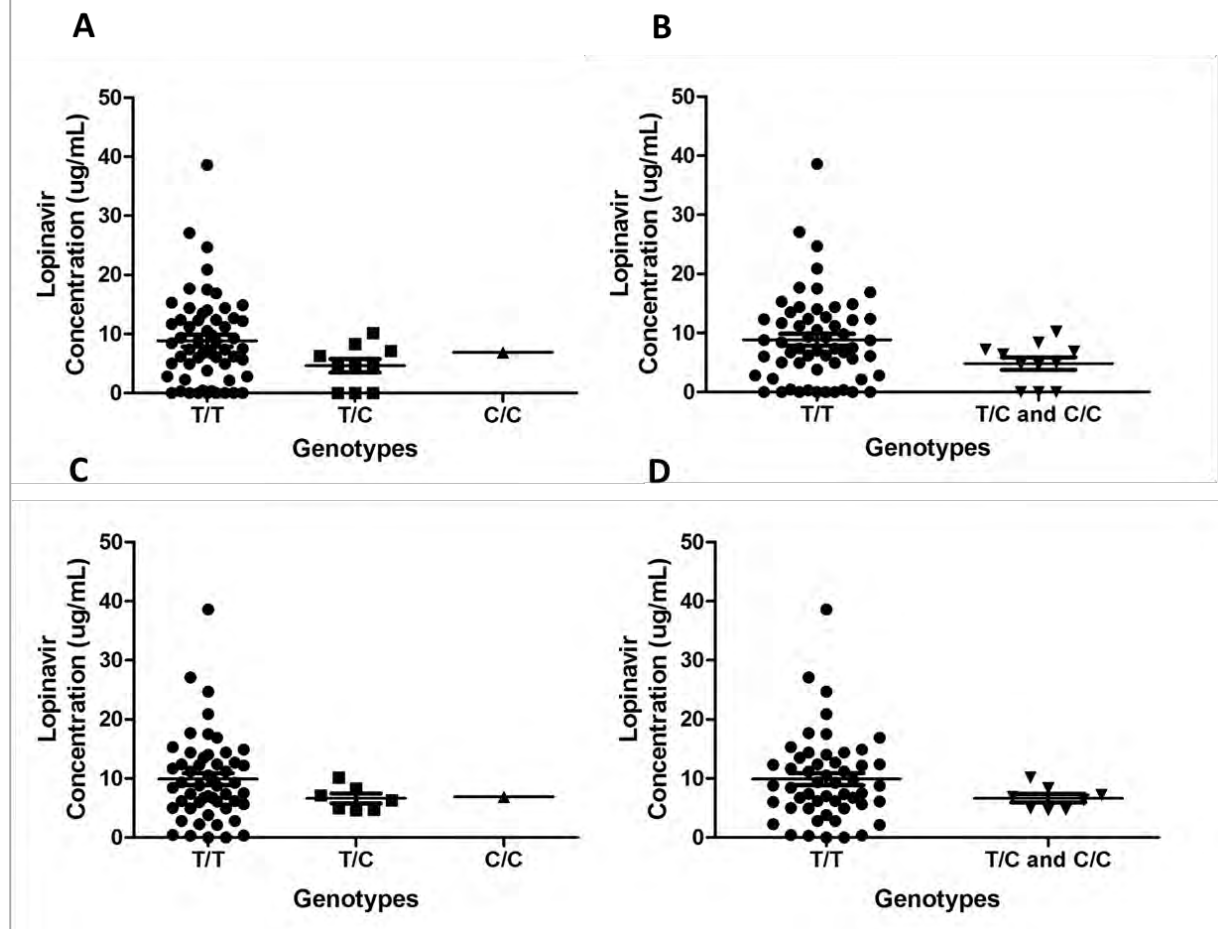 A
Lopinavir
Concentration (ug/mL)
50
40
30
20
10
0
T/T
T/C
C/C
Genotypes
B
Lopinavir
Concentration (ug/mL)
50
40
30
20
10
0
T/T
T/C and C/C
Genotypes
C
Lopinavir
Concentration (ug/mL)
50
40
30
20
10
0
T/T
T/C
C/C
Genotypes
D
Lopinavir
Concentration (ug/mL)
50
40
30
20
10
0
T/T
T/C and C/C
Genotypes